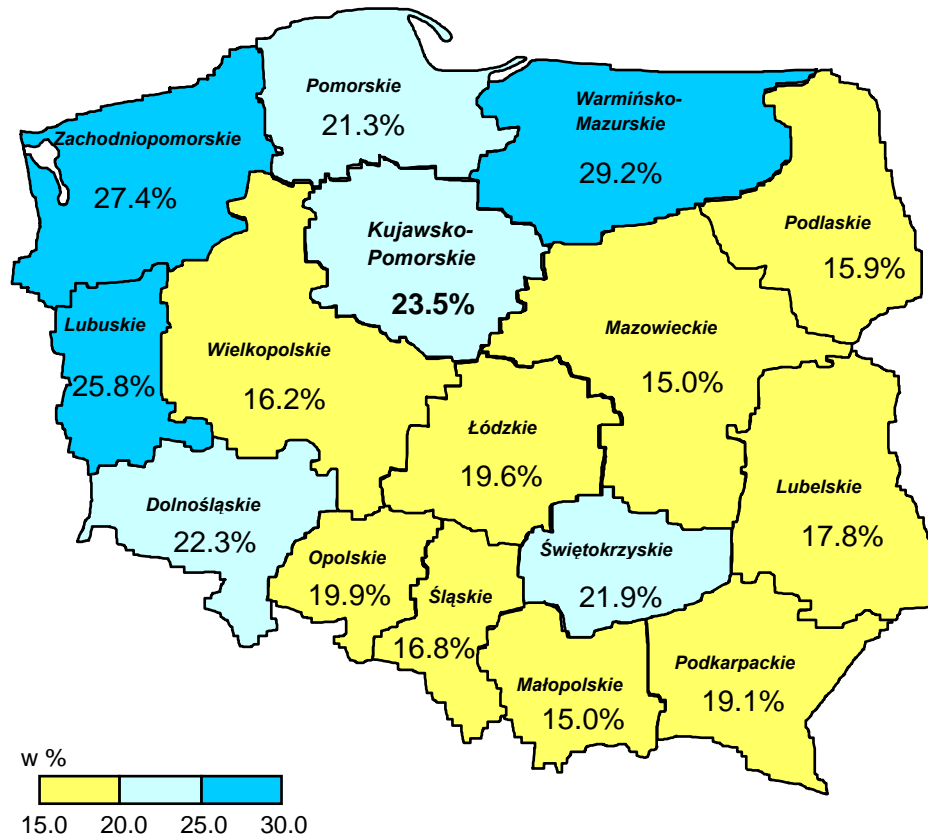 Pomorskie
21.3%
Warmińsko-
Mazurskie
29.2%
Zachodniopomorskie
27.4%
Kujawsko-
Pomorskie
23.5%
Podlaskie
15.9%
Lubuskie
25.8%
Wielkopolskie
16.2%
Mazowieckie
15.0%
Łódzkie
19.6%
Lubelskie
17.8%
Dolnośląskie
22.3%
Opolskie
19.9%
Śląskie
16.8%
Świętokrzyskie
21.9%
Małopolskie
15.0%
Podkarpackie
19.1%
w %
15.0 20.0 25.0 30.0